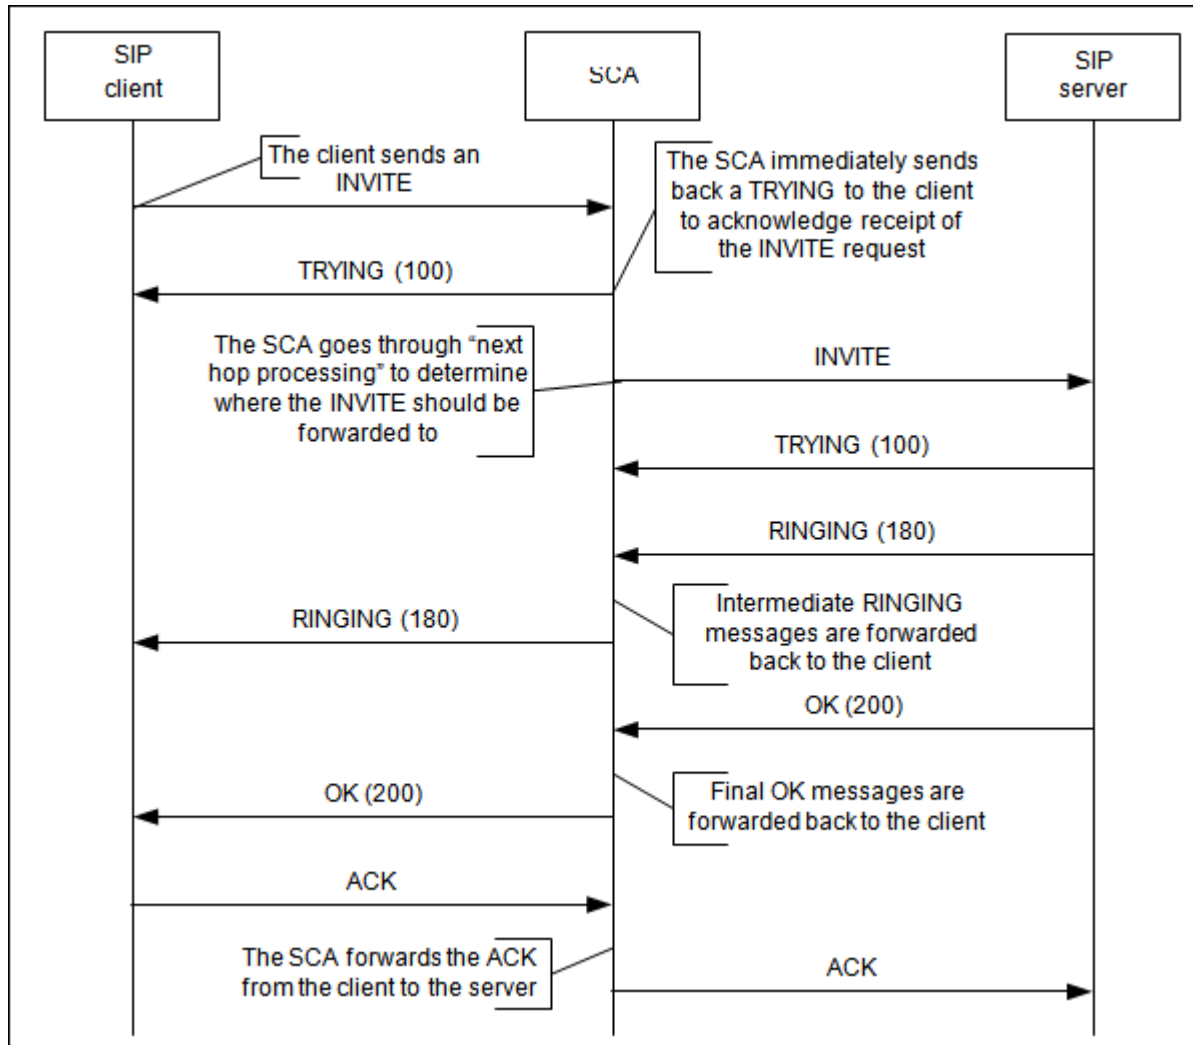 SIP
client
SCA
SIP
server
The client sends an
INVITE
The SCA immediately sends
back a TRYING to the client
to acknowledge receipt of
the INVITE request
TRYING (100)
The SCA goes through “next
hop processing” to determine
where the INVITE should be
forwarded to
INVITE
TRYING (100)
RINGING (180)
RINGING (180)
Intermediate RINGING
messages are forwarded
back to the client
OK (200)
OK (200)
Final OK messages are
forwarded back to the client
ACK
The SCA forwards the ACK
from the client to the server
ACK